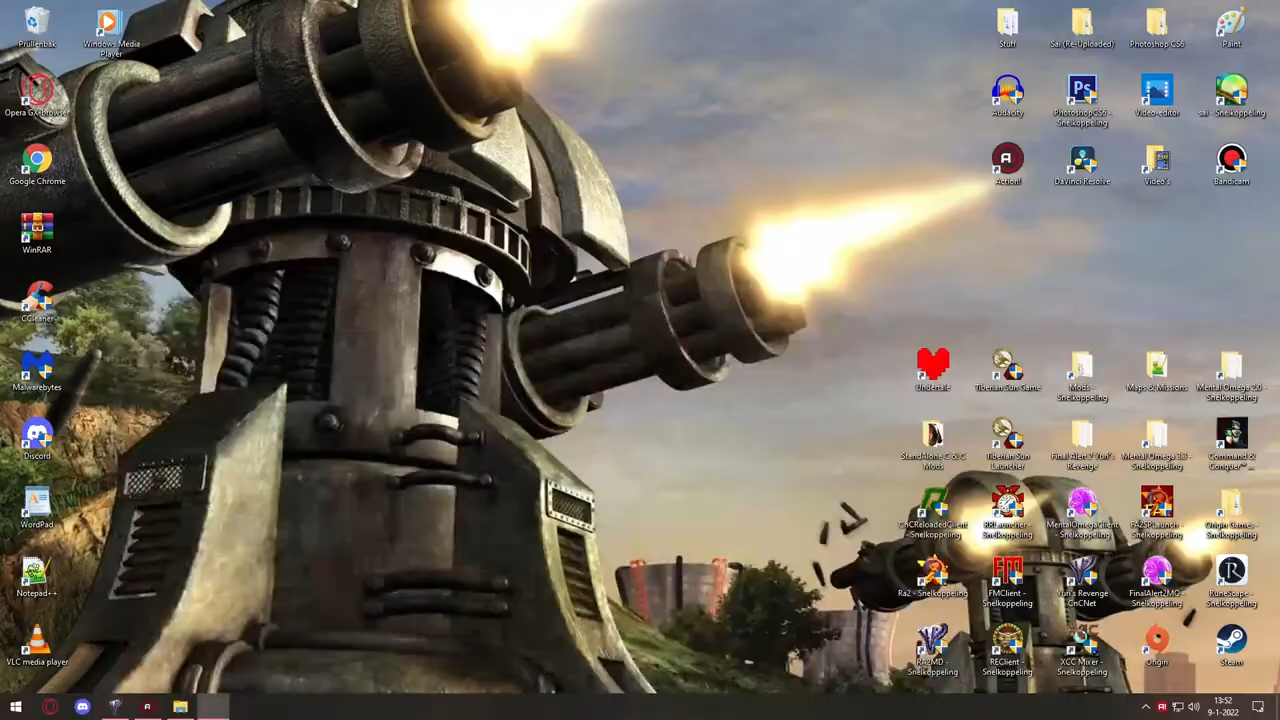 Prullenbak
Windows Media
Player
Opera GX-browser
Google Chrome
WinRAR
CCleaner
Malwarebytes
Discord
WordPad
Notepad++
VLC media player
Stuff
Sai (Re-Uploaded)
Photoshop CS6
Paint
Audacity
PhotoshopCS6 -
Snelkoppeling
Video-editor
sai - Snelkoppeling
Action!
DaVinci Resolve
Video's
Bandicam
Undertale
Tiberian Sun Game
Mods -
Snelkoppeling
Maps & Missions
Mental Omega 2.0 -
Snelkoppeling
StandAlone C & C
Mods
Tiberian Sun
Launcher
Final Alert 2 Yuri's
Revenge
Mental Omega 3.3 -
Snelkoppeling
Command &
Conquer™...
CnCReloadedClient
- Snelkoppeling
RRLauncher -
Snelkoppeling
MentalOmegaClient
- Snelkoppeling
FA2SPLaunch -
Snelkoppeling
Origin Games -
Snelkoppeling
Ra2 - Snelkoppeling
FMClient -
Snelkoppeling
Yuri's Revenge
CnCNet
FinalAlert2MO -
Snelkoppeling
RuneScape -
Snelkoppeling
RA2MD -
Snelkoppeling
REClient -
Snelkoppeling
XCC Mixer -
Snelkoppeling
Origin
Steam
13:52
9-1-2022